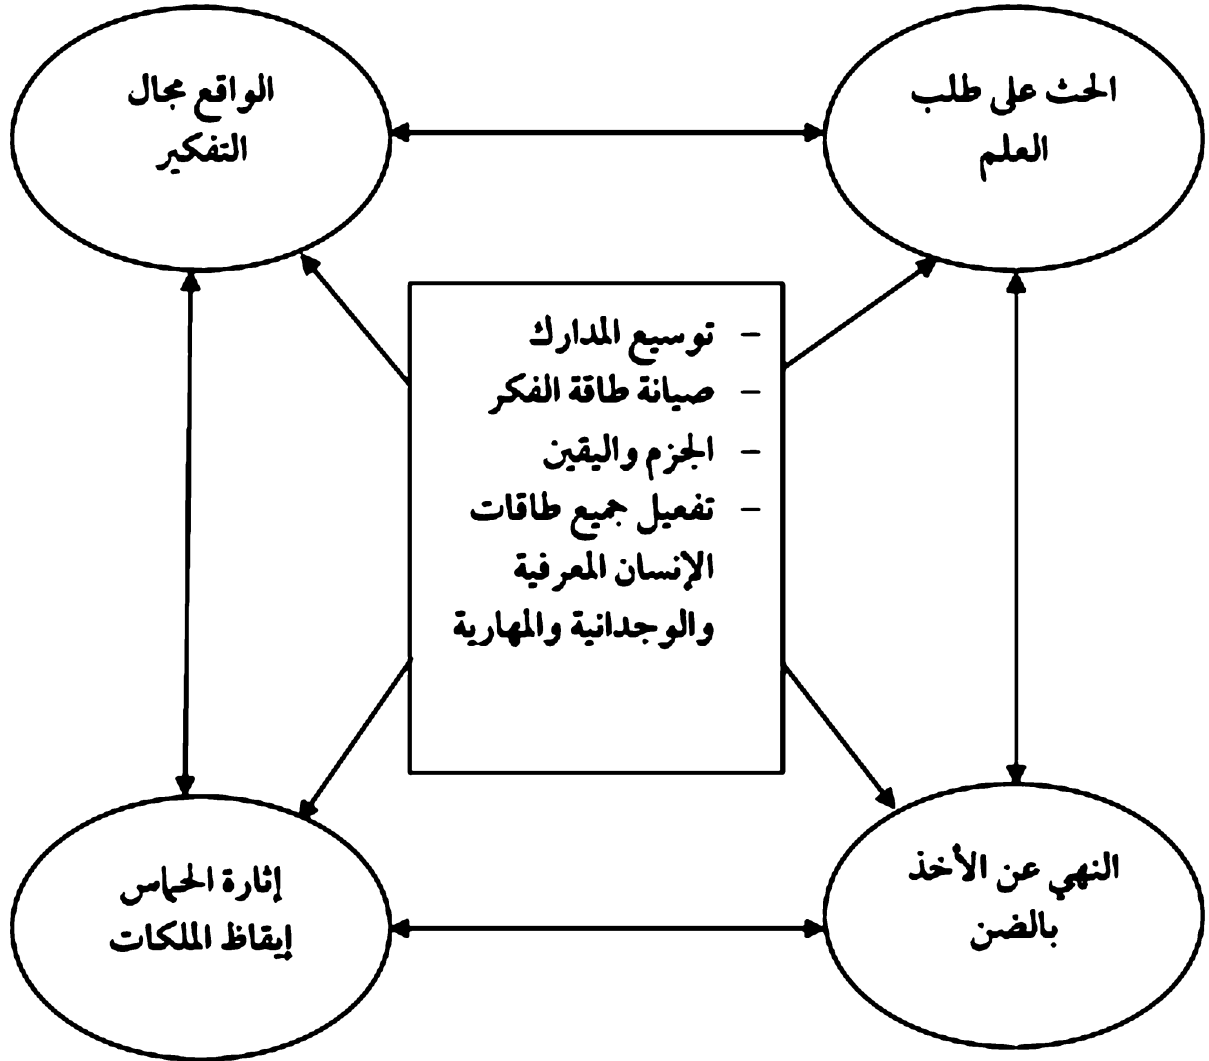 الحث على طلب
العلم
الواقع مجال
التفكير
- توسيع المدارك
- صيانة طاقة الفكر
- الجزم واليقين
- تفعيل جميع طاقات
الإنسان المعرفية
والوجدانية والمهارية
النهي عن الأخذ
بالضن
إثارة الحماس
إيقاظ الملكات